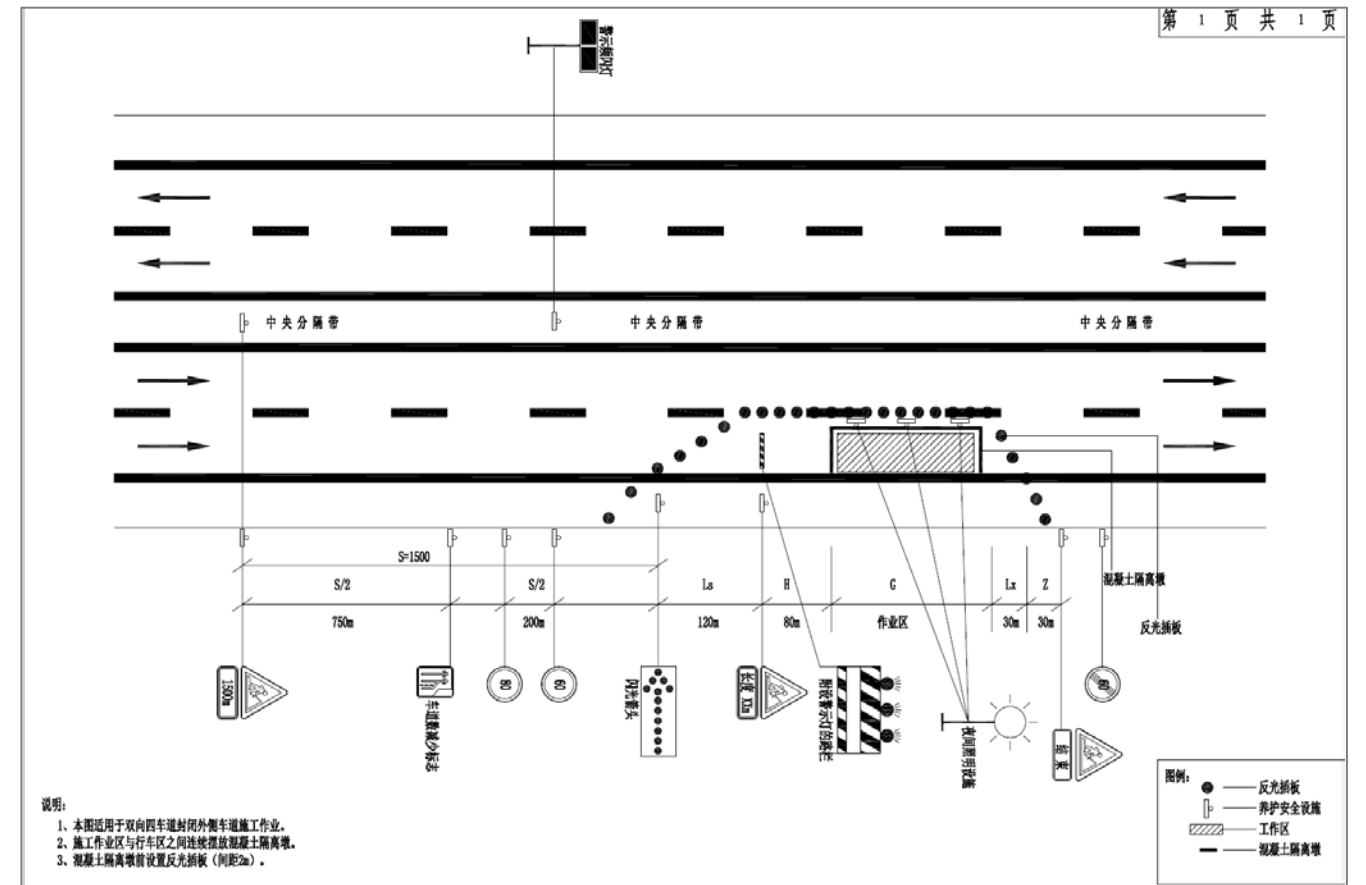 第 1 页 共 1 页
警示频闪灯
中央分隔带
中央分隔带
中央分隔带
S=1500
S/2
S/2
Ls
H
G
Lx
Z
750m
200m
120m
80m
作业区
30m
30m
混凝土隔离墩
反光插板
1500m
车道数减少标志
80
60
闪光箭头
长度 XXm
附设警示灯的路栏
夜间照明设施
结束
60
图例:
反光插板
养护安全设施
工作区
混凝土隔离墩
说明:
1、本图适用于双向四车道封闭外侧车道施工作业。
2、施工作业区与行车区之间连续摆放混凝土隔离墩。
3、混凝土隔离墩前设置反光插板(间距2m)。